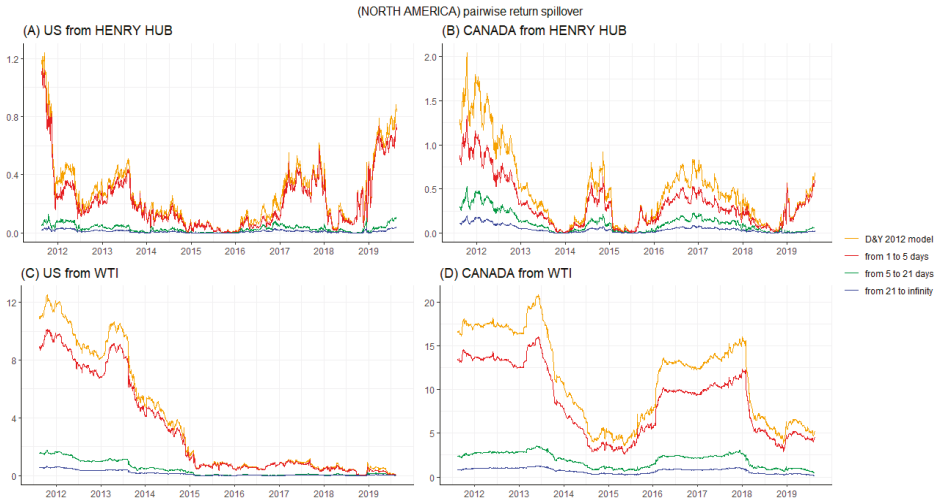 (NORTH AMERICA) pairwise return spillover
(A) US from HENRY HUB
1.2
0.8
0.4
0.0
2012 2013 2014 2015 2016 2017 2018 2019
(B) CANADA from HENRY HUB
2.0
1.5
1.0
0.5
0.0
2012 2013 2014 2015 2016 2017 2018 2019
(C) US from WTI
12
8
4
0
2012 2013 2014 2015 2016 2017 2018 2019
(D) CANADA from WTI
20
15
10
5
0
2012 2013 2014 2015 2016 2017 2018 2019
D&Y 2012 model
from 1 to 5 days
from 5 to 21 days
from 21 to infinity